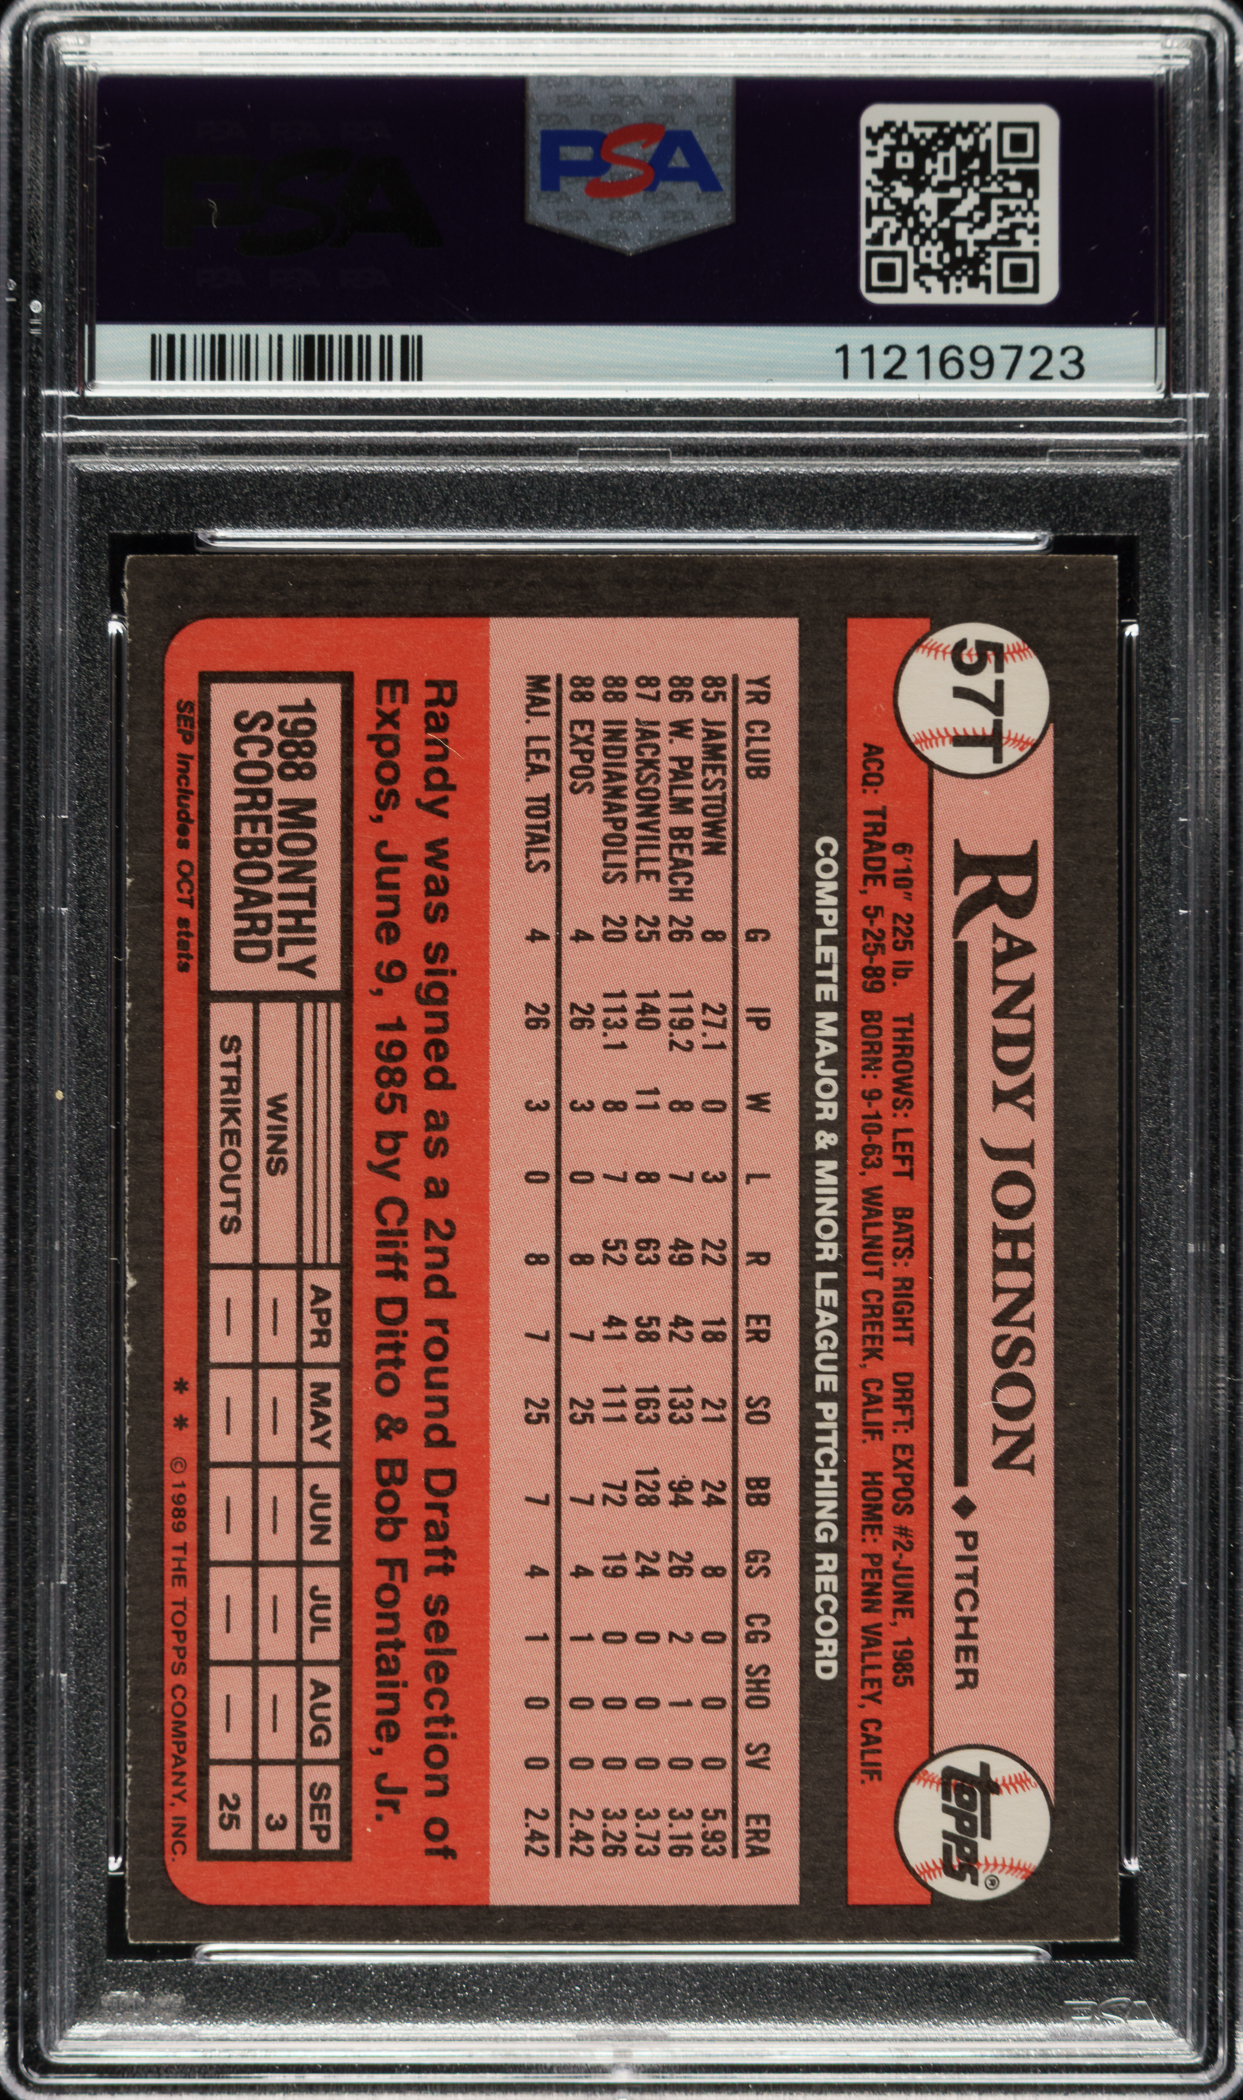 PSA
112169723
57T
RANDY JOHNSON
PITCHER
topps®
6'10" 225 lb. THROWS: LEFT BATS: RIGHT DRFT: EXPOS #2-JUNE, 1985
ACQ: TRADE, 5-25-89 BORN: 9-10-63, WALNUT CREEK, CALIF. HOME: PENN VALLEY, CALIF.
COMPLETE MAJOR & MINOR LEAGUE PITCHING RECORD
YR CLUB G IP W L R ER SO BB GS CG SHO SV ERA
85 JAMESTOWN 8 27.1 0 3 22 18 21 24 8 0 0 0 5.93
86 W. PALM BEACH 26 119.2 8 7 49 42 133 94 26 2 1 0 3.16
87 JACKSONVILLE 25 140 11 8 63 58 163 128 24 0 0 0 3.73
88 INDIANAPOLIS 20 113.1 8 7 52 41 111 72 19 0 0 0 3.26
88 EXPOS 4 26 3 0 8 7 25 7 4 1 0 0 2.42
MAJ. LEA. TOTALS 4 26 3 0 8 7 25 7 4 1 0 0 2.42
Randy was signed as a 2nd round Draft selection of
Expos, June 9, 1985 by Cliff Ditto & Bob Fontaine, Jr.
1988 MONTHLY
SCOREBOARD
APR MAY JUN JUL AUG SEP
WINS – – – – – 3
STRIKEOUTS – – – – – 25
SEP includes OCT stats
* * © 1989 THE TOPPS COMPANY, INC.
PSA